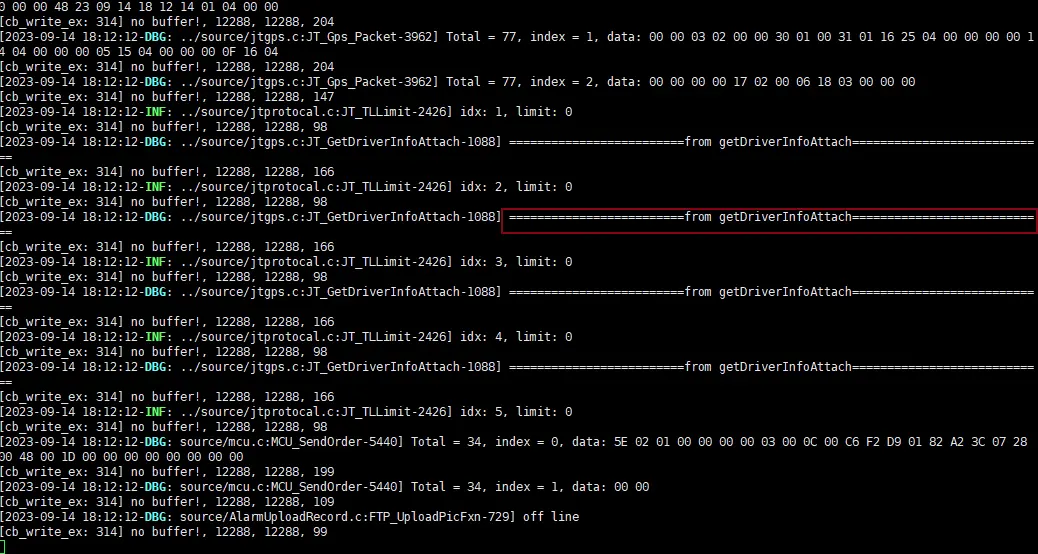 0 00 00 48 23 09 14 18 12 14 01 04 00 00
[cb_write_ex: 314] no buffer!, 12288, 12288, 204
[2023-09-14 18:12:12-DBG: ../source/jtgps.c:JT_Gps_Packet-3962] Total = 77, index = 1, data: 00 00 03 02 00 00 30 01 00 31 01 16 25 04 00 00 00 00 1
4 04 00 00 00 05 15 04 00 00 00 0F 16 04
[cb_write_ex: 314] no buffer!, 12288, 12288, 204
[2023-09-14 18:12:12-DBG: ../source/jtgps.c:JT_Gps_Packet-3962] Total = 77, index = 2, data: 00 00 00 00 17 02 00 06 18 03 00 00 00
[cb_write_ex: 314] no buffer!, 12288, 12288, 147
[2023-09-14 18:12:12-INF: ../source/jtprotocal.c:JT_TLLimit-2426] idx: 1, limit: 0
[cb_write_ex: 314] no buffer!, 12288, 12288, 98
[2023-09-14 18:12:12-DBG: ../source/jtgps.c:JT_GetDriverInfoAttach-1088] =========================from getDriverInfoAttach==========================
==
[cb_write_ex: 314] no buffer!, 12288, 12288, 166
[2023-09-14 18:12:12-INF: ../source/jtprotocal.c:JT_TLLimit-2426] idx: 2, limit: 0
[cb_write_ex: 314] no buffer!, 12288, 12288, 98
[2023-09-14 18:12:12-DBG: ../source/jtgps.c:JT_GetDriverInfoAttach-1088] =========================from getDriverInfoAttach==========================
==
[cb_write_ex: 314] no buffer!, 12288, 12288, 166
[2023-09-14 18:12:12-INF: ../source/jtprotocal.c:JT_TLLimit-2426] idx: 3, limit: 0
[cb_write_ex: 314] no buffer!, 12288, 12288, 98
[2023-09-14 18:12:12-DBG: ../source/jtgps.c:JT_GetDriverInfoAttach-1088] =========================from getDriverInfoAttach==========================
==
[cb_write_ex: 314] no buffer!, 12288, 12288, 166
[2023-09-14 18:12:12-INF: ../source/jtprotocal.c:JT_TLLimit-2426] idx: 4, limit: 0
[cb_write_ex: 314] no buffer!, 12288, 12288, 98
[2023-09-14 18:12:12-DBG: ../source/jtgps.c:JT_GetDriverInfoAttach-1088] =========================from getDriverInfoAttach==========================
==
[cb_write_ex: 314] no buffer!, 12288, 12288, 166
[2023-09-14 18:12:12-INF: ../source/jtprotocal.c:JT_TLLimit-2426] idx: 5, limit: 0
[cb_write_ex: 314] no buffer!, 12288, 12288, 98
[2023-09-14 18:12:12-DBG: source/mcu.c:MCU_SendOrder-5440] Total = 34, index = 0, data: 5E 02 01 00 00 00 00 03 00 0C 00 C6 F2 D9 01 82 A2 3C 07 28
00 48 00 1D 00 00 00 00 00 00 00 00
[cb_write_ex: 314] no buffer!, 12288, 12288, 199
[2023-09-14 18:12:12-DBG: source/mcu.c:MCU_SendOrder-5440] Total = 34, index = 1, data: 00 00
[cb_write_ex: 314] no buffer!, 12288, 12288, 109
[2023-09-14 18:12:12-DBG: source/AlarmUploadRecord.c:FTP_UploadPicFxn-729] off line
[cb_write_ex: 314] no buffer!, 12288, 12288, 99